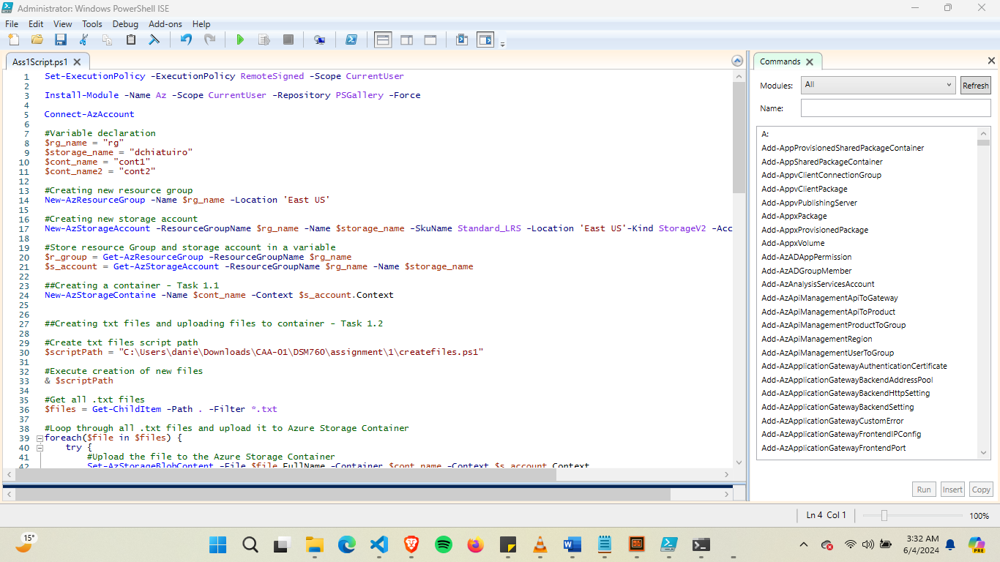 Administrator: Windows PowerShell ISE
File Edit View Tools Debug Add-ons Help
Ass1Script.ps1
1 Set-ExecutionPolicy -ExecutionPolicy RemoteSigned -Scope CurrentUser
2
3 Install-Module -Name Az -Scope CurrentUser -Repository PSGallery -Force
4
5 Connect-AzAccount
6
7 #Variable declaration
8 $rg_name = "rg"
9 $storage_name = "dchiatuiro"
10 $cont_name = "cont1"
11 $cont_name2 = "cont2"
12
13 #Creating new resource group
14 New-AzResourceGroup -Name $rg_name -Location 'East US'
15
16 #Creating new storage account
17 New-AzStorageAccount -ResourceGroupName $rg_name -Name $storage_name -SkuName Standard_LRS -Location 'East US'-Kind StorageV2 -Acc
18
19 #Store resource Group and storage account in a variable
20 $r_group = Get-AzResourceGroup -ResourceGroupName $rg_name
21 $s_account = Get-AzStorageAccount -ResourceGroupName $rg_name -Name $storage_name
22
23 ##Creating a container - Task 1.1
24 New-AzStorageContaine -Name $cont_name -Context $s_account.Context
25
26
27 ##Creating txt files and uploading files to container - Task 1.2
28
29 #Create txt files script path
30 $scriptPath = "C:\Users\danie\Downloads\CAA-01\DSM760\assignment\1\createfiles.ps1"
31
32 #Execute creation of new files
33 & $scriptPath
34
35 #Get all .txt files
36 $files = Get-ChildItem -Path . -Filter *.txt
37
38 #Loop through all .txt files and upload it to Azure Storage Container
39 foreach($file in $files) {
40 try {
41 #Upload the file to the Azure Storage Container
42 Set-AzStorageBlobContent -File $file.FullName -Container $cont_name -Context $s_account.Context
Commands
Modules: All Refresh
Name:
A:
Add-AppProvisionedSharedPackageContainer
Add-AppSharedPackageContainer
Add-AppvClientConnectionGroup
Add-AppvClientPackage
Add-AppvPublishingServer
Add-AppxPackage
Add-AppxProvisionedPackage
Add-AppxVolume
Add-AzADAppPermission
Add-AzADGroupMember
Add-AzAnalysisServicesAccount
Add-AzApiManagementApiToGateway
Add-AzApiManagementApiToProduct
Add-AzApiManagementProductToGroup
Add-AzApiManagementRegion
Add-AzApiManagementUserToGroup
Add-AzApplicationGatewayAuthenticationCertificate
Add-AzApplicationGatewayBackendAddressPool
Add-AzApplicationGatewayBackendHttpSetting
Add-AzApplicationGatewayBackendSetting
Add-AzApplicationGatewayCustomError
Add-AzApplicationGatewayFrontendIPConfig
Add-AzApplicationGatewayFrontendPort
Run Insert Copy
Ln 4 Col 1 100%
15°
3:32 AM
6/4/2024
PRE